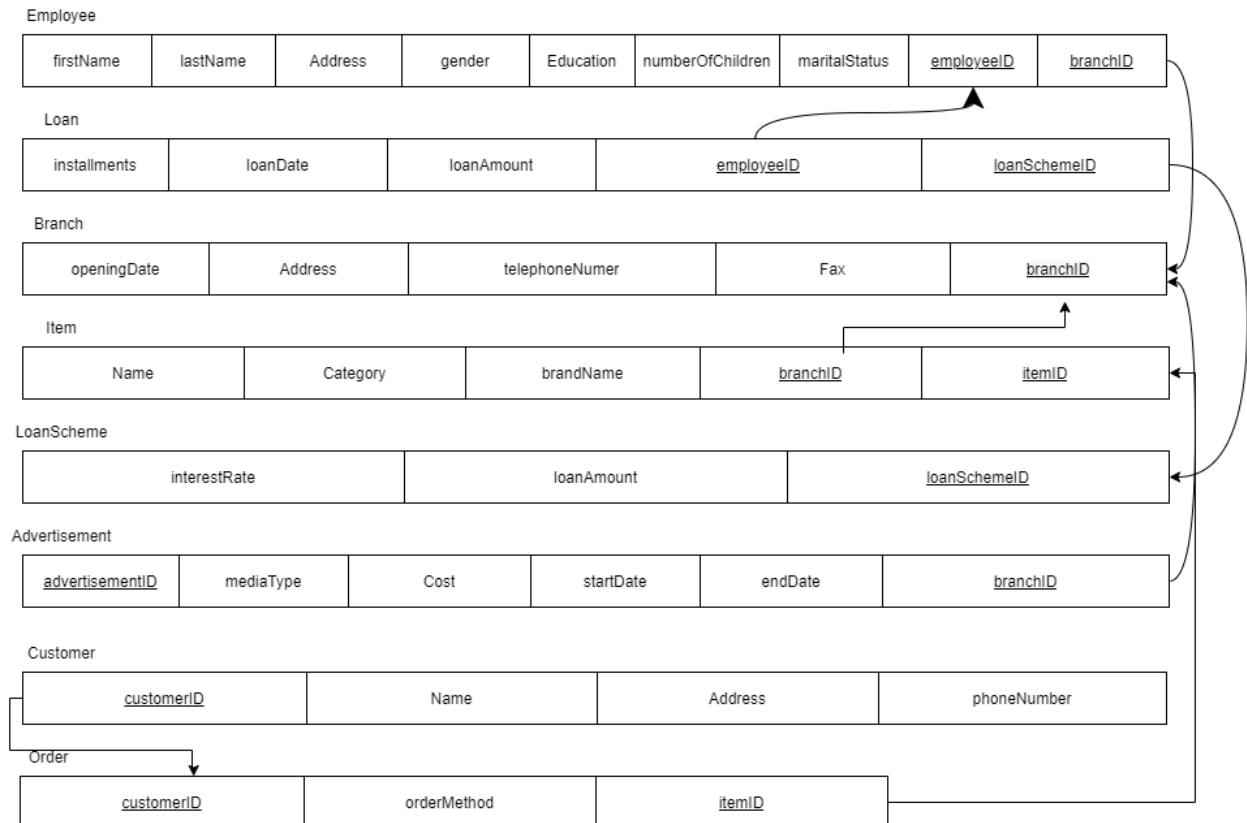 Employee
firstName lastName Address gender Education numberOfChildren maritalStatus employeeID branchID
Loan
installments loanDate loanAmount employeeID loanSchemeID
Branch
openingDate Address telephoneNumer Fax branchID
Item
Name Category brandName branchID itemID
LoanScheme
interestRate loanAmount loanSchemeID
Advertisement
advertisementID mediaType Cost startDate endDate branchID
Customer
customerID Name Address phoneNumber
Order
customerID orderMethod itemID